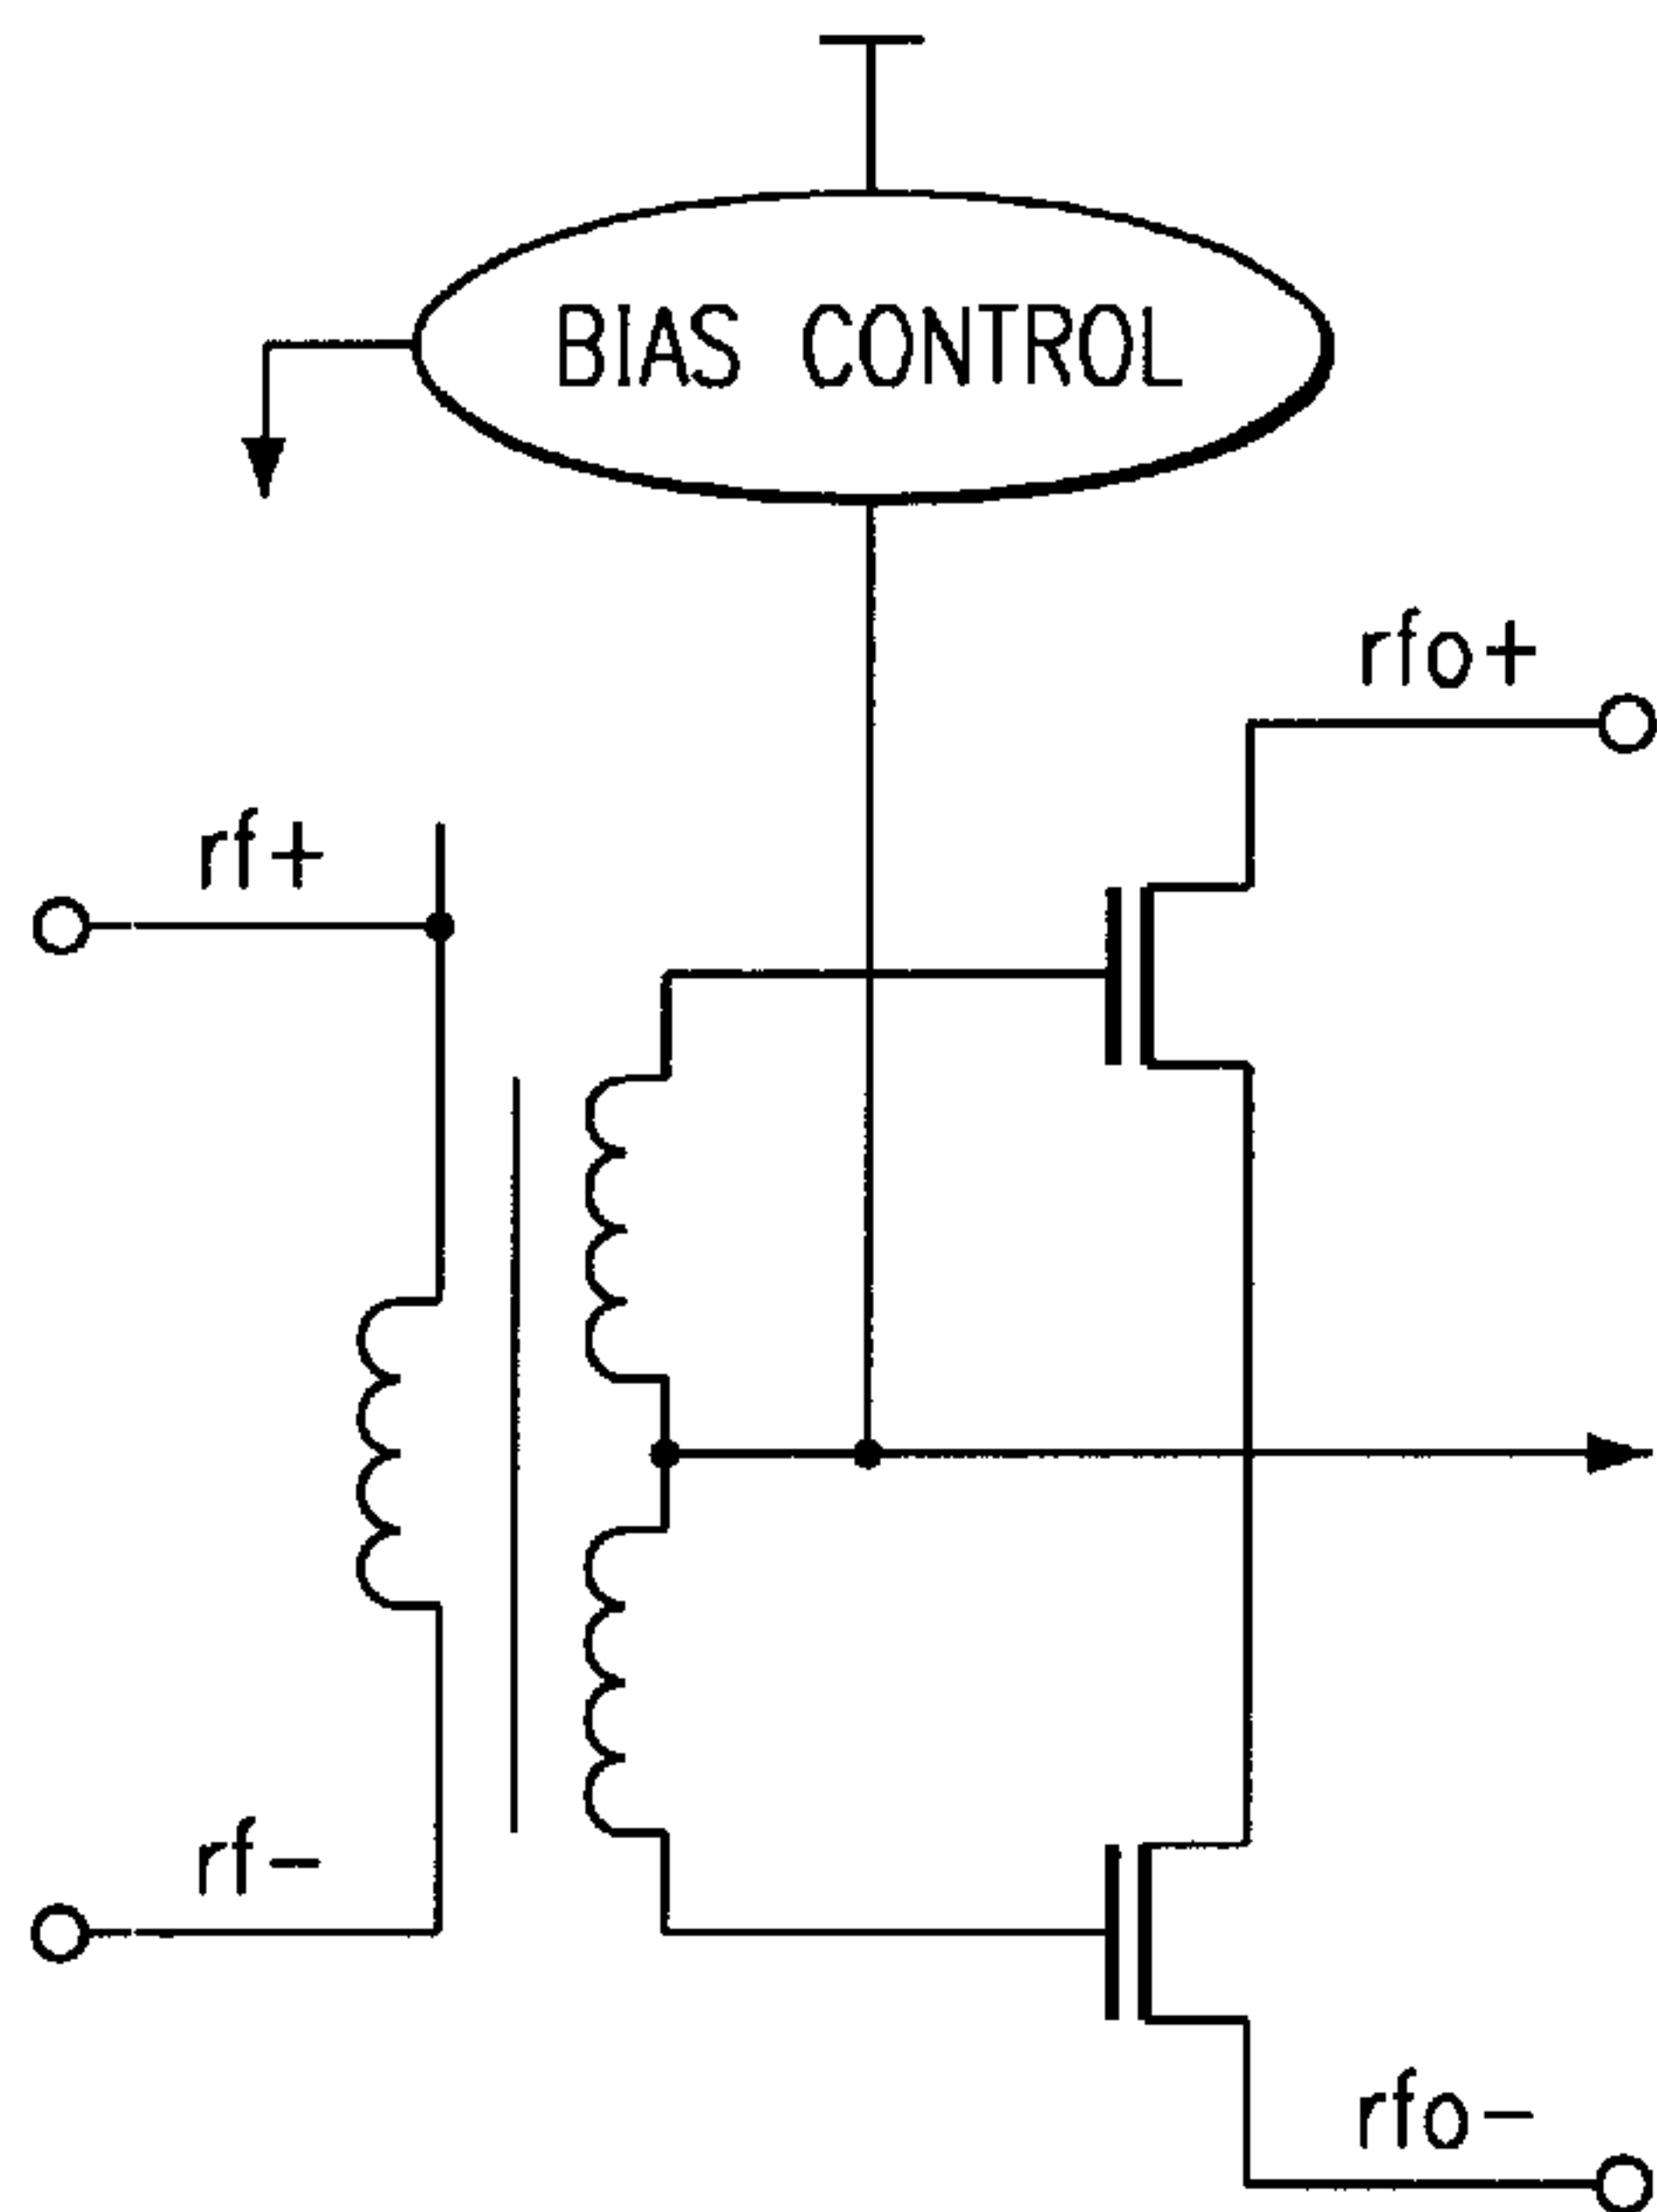 BIAS CONTROL
rfo+
rf+
rf-
rfo-